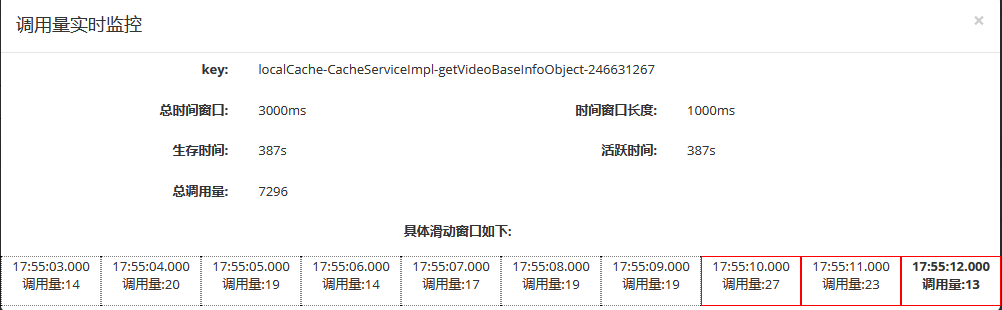 调用量实时监控
×
key: localCache-CacheServiceImpl-getVideoBaseInfoObject-246631267
总时间窗口: 3000ms 时间窗口长度: 1000ms
生存时间: 387s 活跃时间: 387s
总调用量: 7296
具体滑动窗口如下:
17:55:03.000 17:55:04.000 17:55:05.000 17:55:06.000 17:55:07.000 17:55:08.000 17:55:09.000 17:55:10.000 17:55:11.000 17:55:12.000
调用量:14 调用量:20 调用量:19 调用量:14 调用量:17 调用量:19 调用量:19 调用量:27 调用量:23 调用量:13